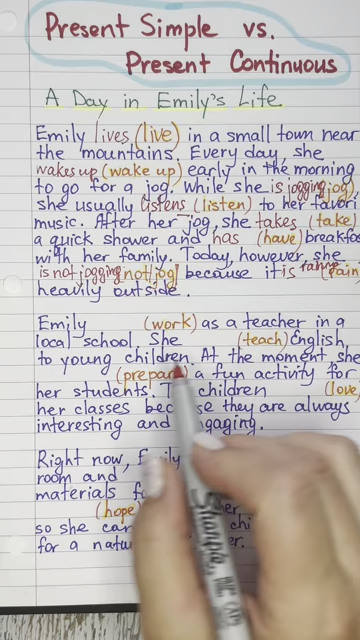 Present Simple vs.
Present Continuous
A Day in Emily's Life
Emily lives (live) in a small town near
the mountains. Every day, she
wakes up (wake up) early in the morning
to go for a jog. While she is jogging (jog),
she usually listens (listen) to her favori
music. After her jog, she takes (take)
a quick shower and has (have) breakfas
with her family. Today, however, she
is not jogging (not jog) because it is raining (rain)
heavily outside.
Emily (work) as a teacher in a
local school. She (teach) English
to young children. At the moment, she
(prepare) a fun activity for
her students. children (love)
her classes because they are always
interesting and engaging.
Right now, Emily
room and
materials
(hope)
so she can
for a
Sharpie